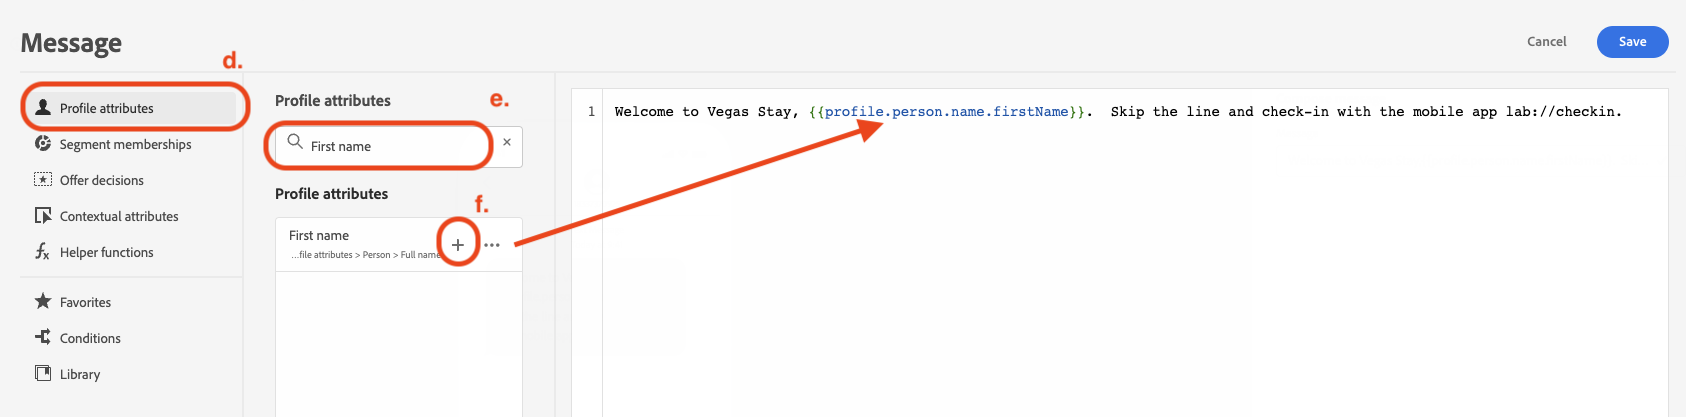 Message
Cancel
Save
d.
Profile attributes
Segment memberships
Offer decisions
Contextual attributes
Helper functions
Favorites
Conditions
Library
Profile attributes
e.
First name
×
Profile attributes
f.
First name
+ •••
...file attributes > Person > Full name
1 Welcome to Vegas Stay, {{profile.person.name.firstName}}.  Skip the line and check-in with the mobile app lab://checkin.